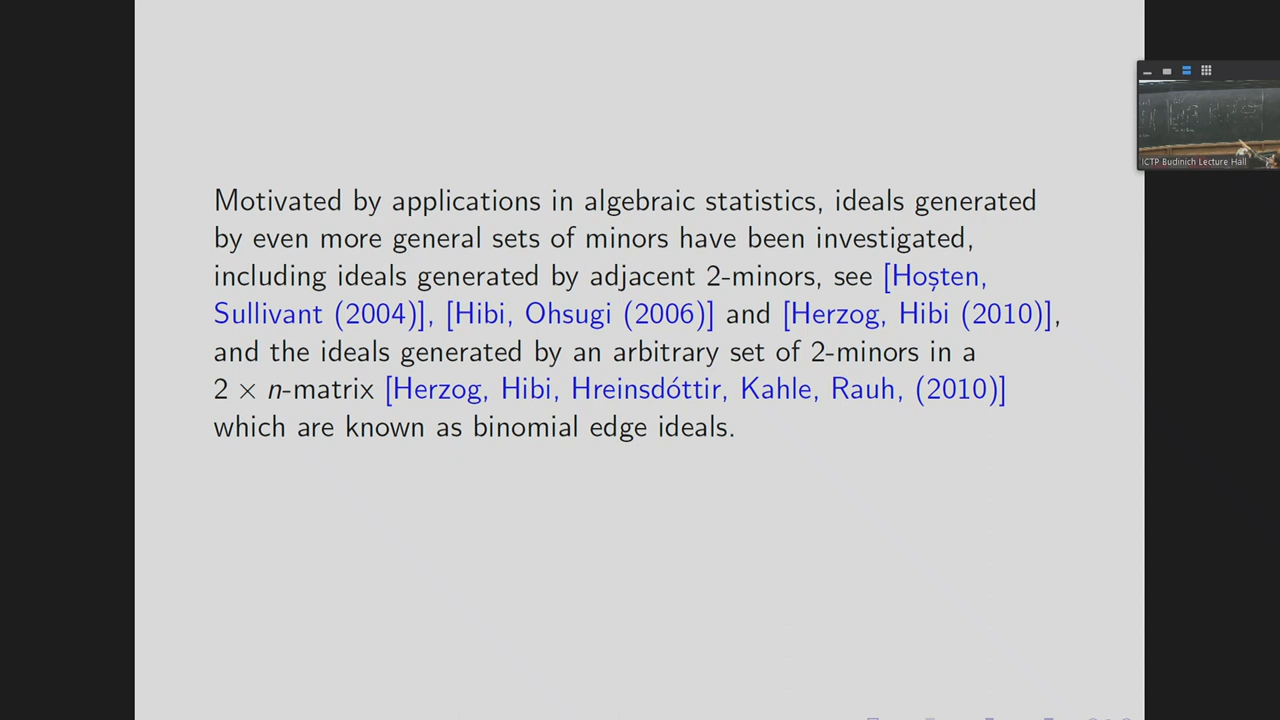 Motivated by applications in algebraic statistics, ideals generated
by even more general sets of minors have been investigated,
including ideals generated by adjacent 2-minors, see [Hoşten,
Sullivant (2004)], [Hibi, Ohsugi (2006)] and [Herzog, Hibi (2010)],
and the ideals generated by an arbitrary set of 2-minors in a
2 × n-matrix [Herzog, Hibi, Hreinsdóttir, Kahle, Rauh, (2010)]
which are known as binomial edge ideals.
ICTP Budinich Lecture Hall